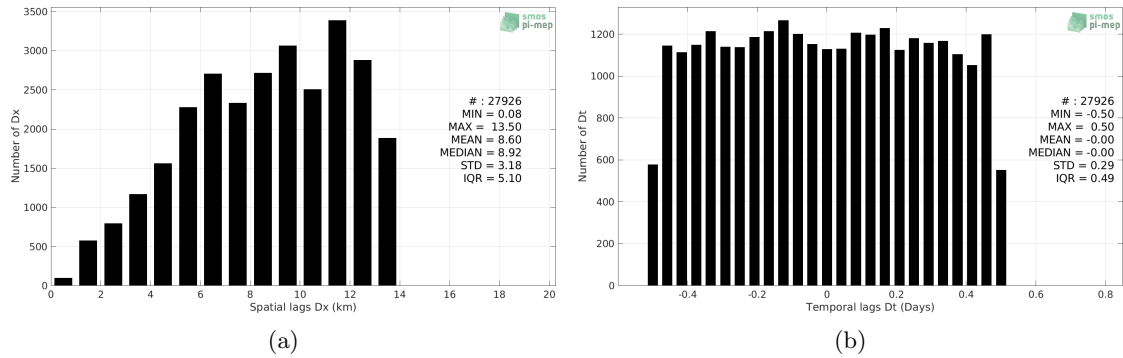 3500
3000
2500
2000
1500
1000
500
0
Number of Dx
0 2 4 6 8 10 12 14 16 18 20
Spatial lags Dx (km)
smos
pi-mep
# : 27926
MIN = 0.08
MAX = 13.50
MEAN = 8.60
MEDIAN = 8.92
STD = 3.18
IQR = 5.10
(a)
1200
1000
800
600
400
200
0
Number of Dt
-0.4 -0.2 0 0.2 0.4 0.6 0.8
Temporal lags Dt (Days)
smos
pi-mep
# : 27926
MIN = -0.50
MAX = 0.50
MEAN = -0.00
MEDIAN = -0.00
STD = 0.29
IQR = 0.49
(b)